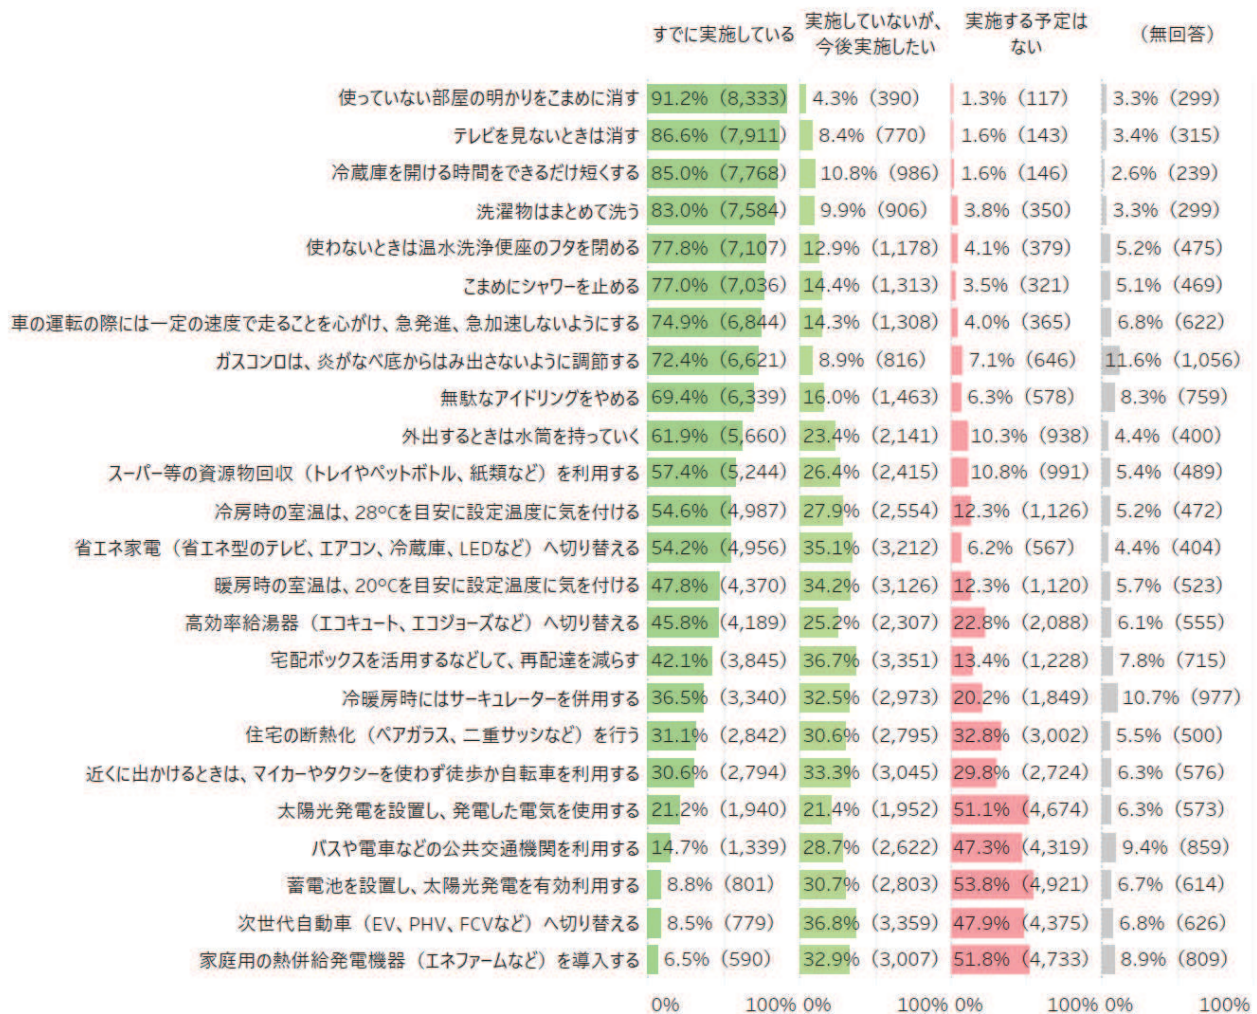 すでに実施している
実施していないが、
今後実施したい
実施する予定は
ない
（無回答）
使っていない部屋の明かりをこまめに消す 91.2% (8,333) 4.3% (390) 1.3% (117) 3.3% (299)
テレビを見ないときは消す 86.6% (7,911) 8.4% (770) 1.6% (143) 3.4% (315)
冷蔵庫を開ける時間をできるだけ短くする 85.0% (7,768) 10.8% (986) 1.6% (146) 2.6% (239)
洗濯物はまとめて洗う 83.0% (7,584) 9.9% (906) 3.8% (350) 3.3% (299)
使わないときは温水洗浄便座のフタを閉める 77.8% (7,107) 12.9% (1,178) 4.1% (379) 5.2% (475)
こまめにシャワーを止める 77.0% (7,036) 14.4% (1,313) 3.5% (321) 5.1% (469)
車の運転の際には一定の速度で走ることを心がけ、急発進、急加速しないようにする 74.9% (6,844) 14.3% (1,308) 4.0% (365) 6.8% (622)
ガスコンロは、炎がなべ底からはみ出さないように調節する 72.4% (6,621) 8.9% (816) 7.1% (646) 11.6% (1,056)
無駄なアイドリングをやめる 69.4% (6,339) 16.0% (1,463) 6.3% (578) 8.3% (759)
外出するときは水筒を持っていく 61.9% (5,660) 23.4% (2,141) 10.3% (938) 4.4% (400)
スーパー等の資源物回収（トレイやペットボトル、紙類など）を利用する 57.4% (5,244) 26.4% (2,415) 10.8% (991) 5.4% (489)
冷房時の室温は、28℃を目安に設定温度に気を付ける 54.6% (4,987) 27.9% (2,554) 12.3% (1,126) 5.2% (472)
省エネ家電（省エネ型のテレビ、エアコン、冷蔵庫、LEDなど）へ切り替える 54.2% (4,956) 35.1% (3,212) 6.2% (567) 4.4% (404)
暖房時の室温は、20℃を目安に設定温度に気を付ける 47.8% (4,370) 34.2% (3,126) 12.3% (1,120) 5.7% (523)
高効率給湯器（エコキュート、エコジョーズなど）へ切り替える 45.8% (4,189) 25.2% (2,307) 22.8% (2,088) 6.1% (555)
宅配ボックスを活用するなどして、再配達を減らす 42.1% (3,845) 36.7% (3,351) 13.4% (1,228) 7.8% (715)
冷暖房時にはサーキュレーターを併用する 36.5% (3,340) 32.5% (2,973) 20.2% (1,849) 10.7% (977)
住宅の断熱化（ペアガラス、二重サッシなど）を行う 31.1% (2,842) 30.6% (2,795) 32.8% (3,002) 5.5% (500)
近くに出かけるときは、マイカーやタクシーを使わず徒歩か自転車を利用する 30.6% (2,794) 33.3% (3,045) 29.8% (2,724) 6.3% (576)
太陽光発電を設置し、発電した電気を使用する 21.2% (1,940) 21.4% (1,952) 51.1% (4,674) 6.3% (573)
バスや電車などの公共交通機関を利用する 14.7% (1,339) 28.7% (2,622) 47.3% (4,319) 9.4% (859)
蓄電池を設置し、太陽光発電を有効利用する 8.8% (801) 30.7% (2,803) 53.8% (4,921) 6.7% (614)
次世代自動車（EV、PHV、FCVなど）へ切り替える 8.5% (779) 36.8% (3,359) 47.9% (4,375) 6.8% (626)
家庭用の熱併給発電機器（エネファームなど）を導入する 6.5% (590) 32.9% (3,007) 51.8% (4,733) 8.9% (809)
0% 100% 0% 100% 0% 100% 0% 100%